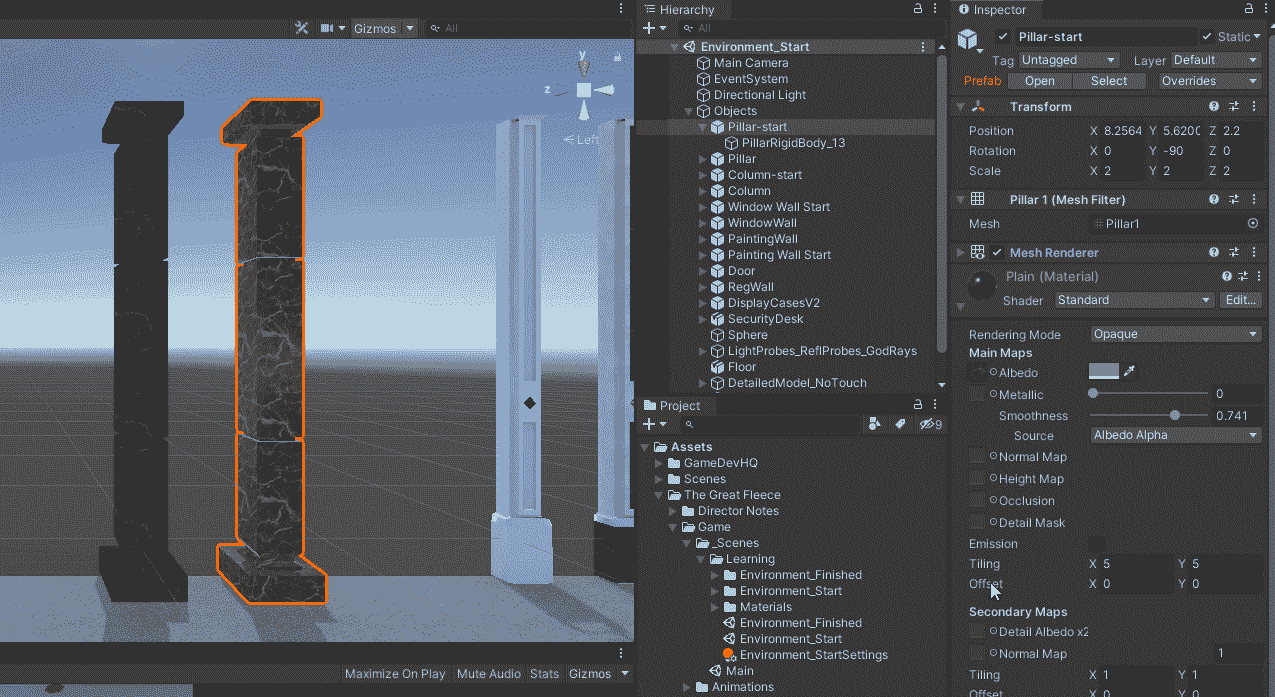 Gizmos
All
y
z
Left
Maximize On Play Mute Audio Stats Gizmos
Hierarchy
All
Environment_Start
Main Camera
EventSystem
Directional Light
Objects
Pillar-start
PillarRigidBody_13
Pillar
Column-start
Column
Window Wall Start
WindowWall
PaintingWall
Painting Wall Start
Door
RegWall
DisplayCasesV2
SecurityDesk
Sphere
LightProbes_ReflProbes_GodRays
Floor
DetailedModel_NoTouch
Project
9
Assets
GameDevHQ
Scenes
The Great Fleece
Director Notes
Game
_Scenes
Learning
Environment_Finished
Environment_Start
Materials
Environment_Finished
Environment_Start
Environment_StartSettings
Main
Animations
Inspector
Pillar-start Static
Tag Untagged Layer Default
Prefab Open Select Overrides
Transform
Position X 8.2564 Y 5.6200 Z 2.2
Rotation X 0 Y -90 Z 0
Scale X 2 Y 2 Z 2
Pillar 1 (Mesh Filter)
Mesh Pillar1
Mesh Renderer
Plain (Material)
Shader Standard Edit...
Rendering Mode Opaque
Main Maps
Albedo
Metallic 0
Smoothness 0.741
Source Albedo Alpha
Normal Map
Height Map
Occlusion
Detail Mask
Emission
Tiling X 5 Y 5
Offset X 0 Y 0
Secondary Maps
Detail Albedo x2
Normal Map 1
Tiling X 1 Y 1
Offset X 0 Y 0